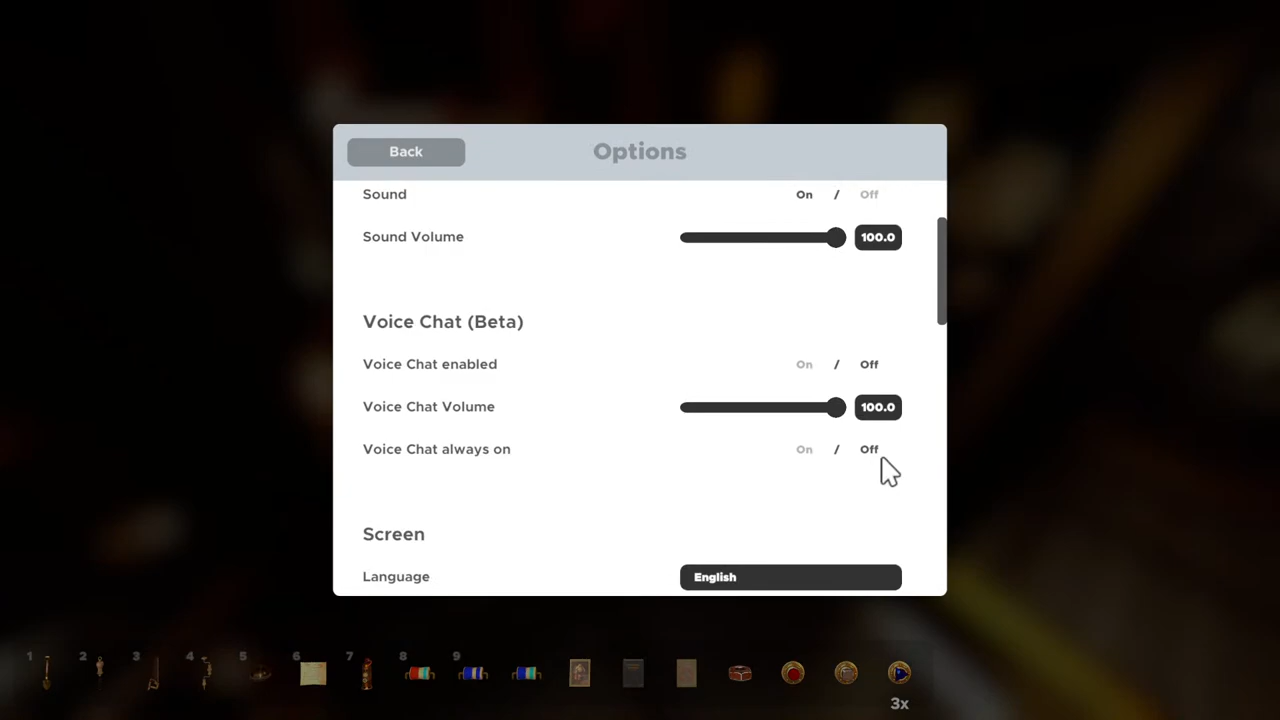 Back
Options
Sound On / Off
Sound Volume 100.0
Voice Chat (Beta)
Voice Chat enabled On / Off
Voice Chat Volume 100.0
Voice Chat always on On / Off
Screen
Language English
1 2 3 4 5 6 7 8 9
3x